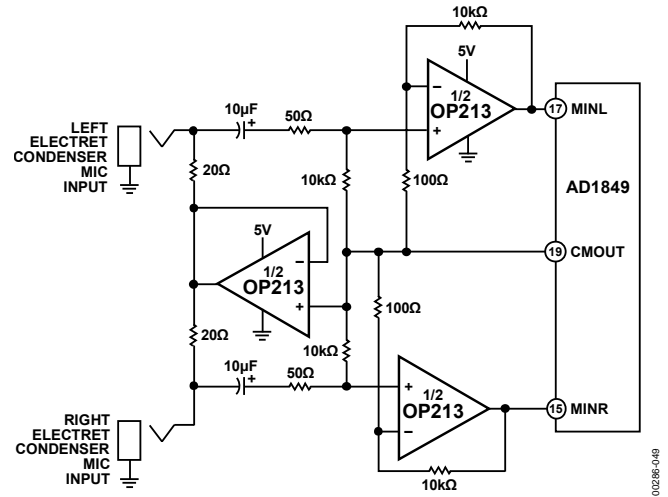 10kΩ
5V
–
1/2
OP213
+
17
MINL
10µF
+
50Ω
LEFT
ELECTRET
CONDENSER
MIC
INPUT
20Ω
10kΩ
100Ω
AD1849
5V
–
1/2
OP213
+
19
CMOUT
100Ω
20Ω
10kΩ
10µF
+
50Ω
+
1/2
OP213
–
15
MINR
RIGHT
ELECTRET
CONDENSER
MIC
INPUT
10kΩ
00286-049